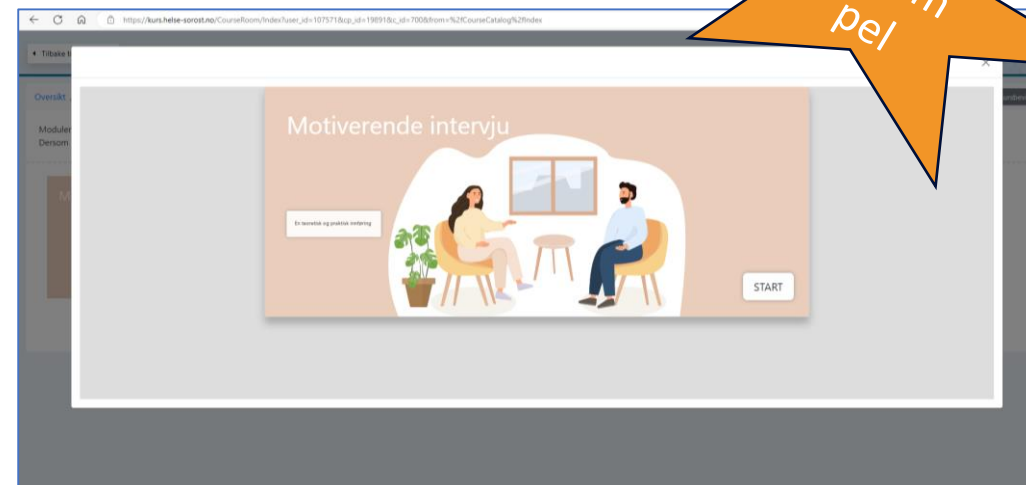 https://kurs.helse-sorost.no/CourseRoom/Index?user_id=107571&cp_id=19891&c_id=700&from=%2fCourseCatalog%2fIndex
Tilbake
pel
Oversikt
Moduler
Dersom
Motiverende intervju
En teoretisk og praktisk innføring
START